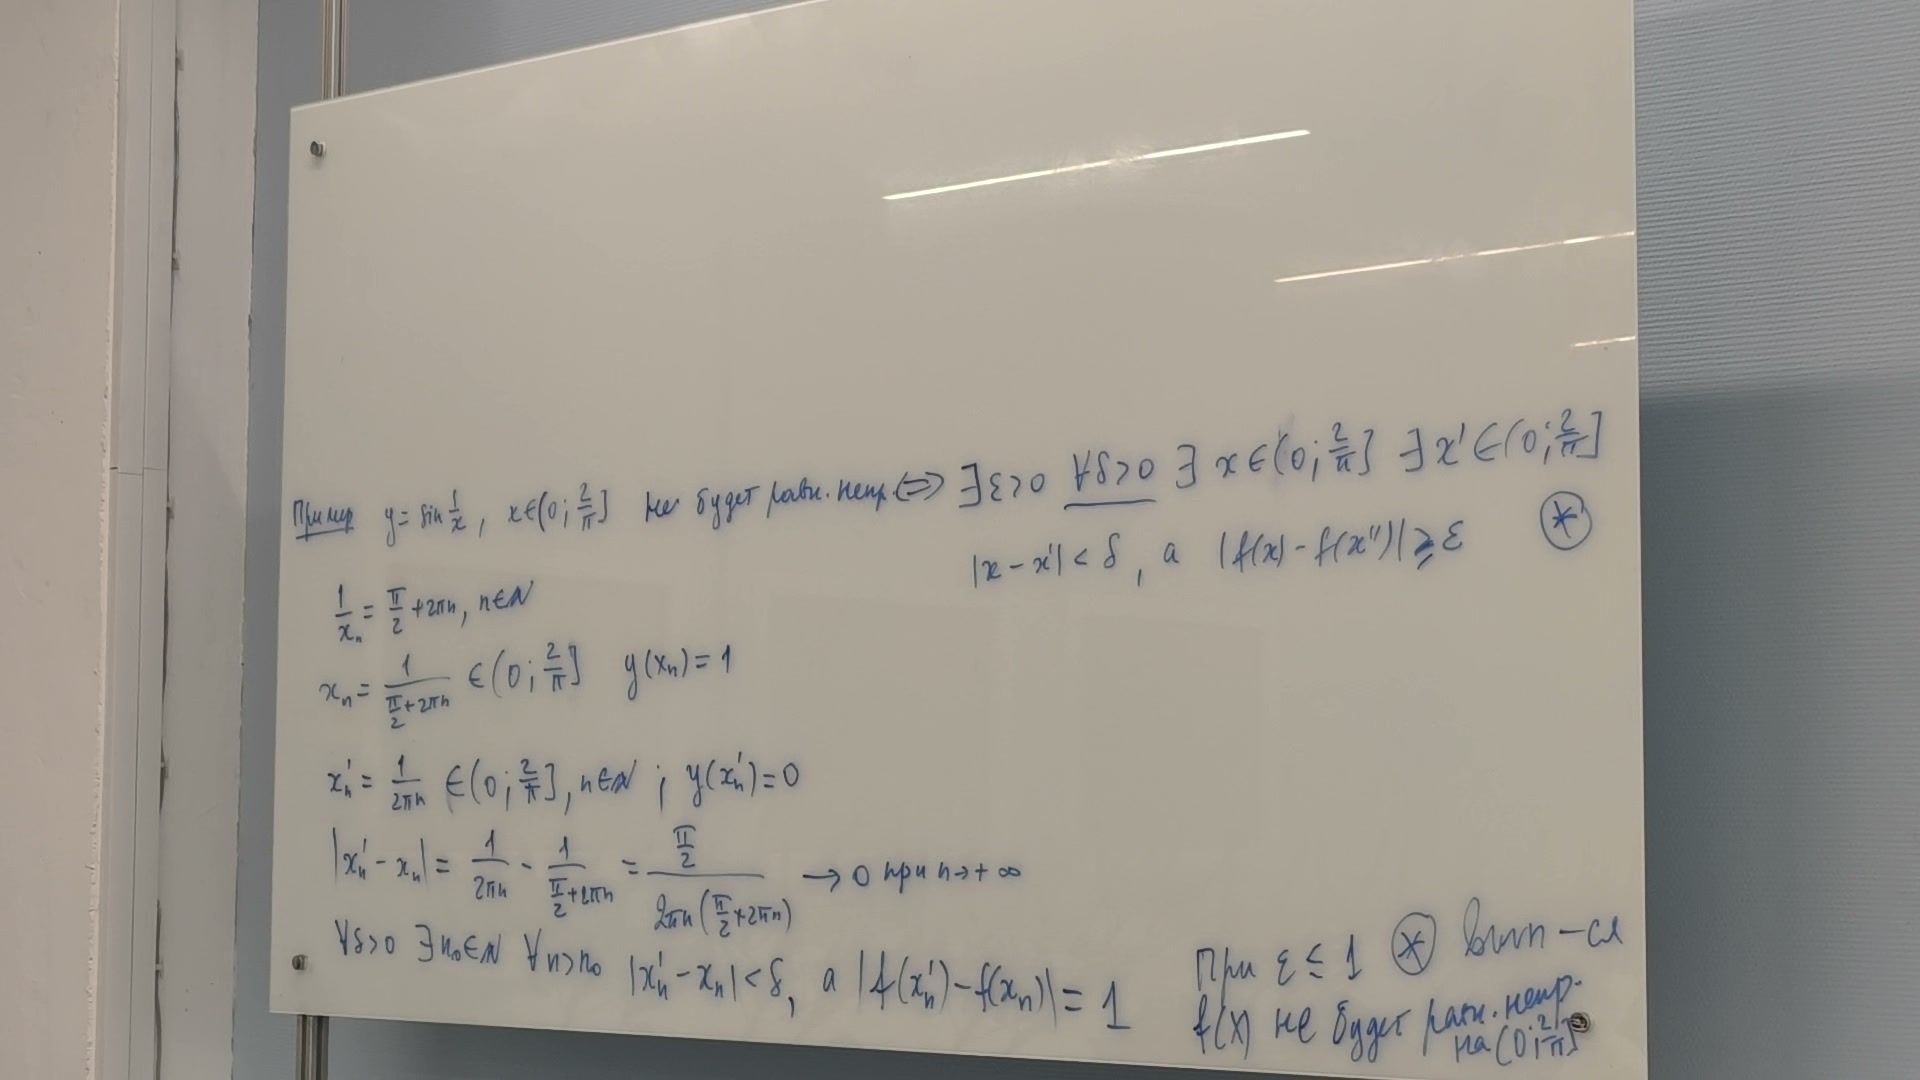 Пример y = sin 1/x, x∈(0; 2/π] не будет равн. непр. ⇔ ∃ε>0 ∀δ>0 ∃ x∈(0; 2/π] ∃ x'∈(0; 2/π]
|x − x'| < δ, а |f(x) − f(x'')| ≥ ε (*)
1/xₙ = π/2 + 2πn, n∈N
xₙ = 1/(π/2 + 2πn) ∈ (0; 2/π] y(xₙ) = 1
x'ₙ = 1/(2πn) ∈ (0; 2/π], n∈N ; y(x'ₙ) = 0
|x'ₙ − xₙ| = 1/(2πn) − 1/(π/2 + 2πn) = (π/2)/(2πn(π/2 + 2πn)) → 0 при n→+∞
∀δ>0 ∃n₀∈N ∀n>n₀ |x'ₙ − xₙ| < δ, а |f(x'ₙ) − f(xₙ)| = 1
При ε ≤ 1 (*) вып-ся
f(x) не будет равн. непр.
на (0; 2/π]